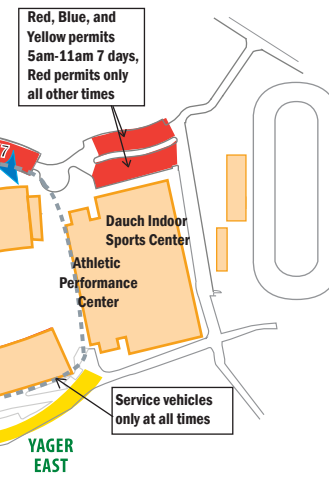 Red, Blue, and
Yellow permits
5am-11am 7 days,
Red permits only
all other times
7
Dauch Indoor
Sports Center
Athletic
Performance
Center
Service vehicles
only at all times
YAGER
EAST